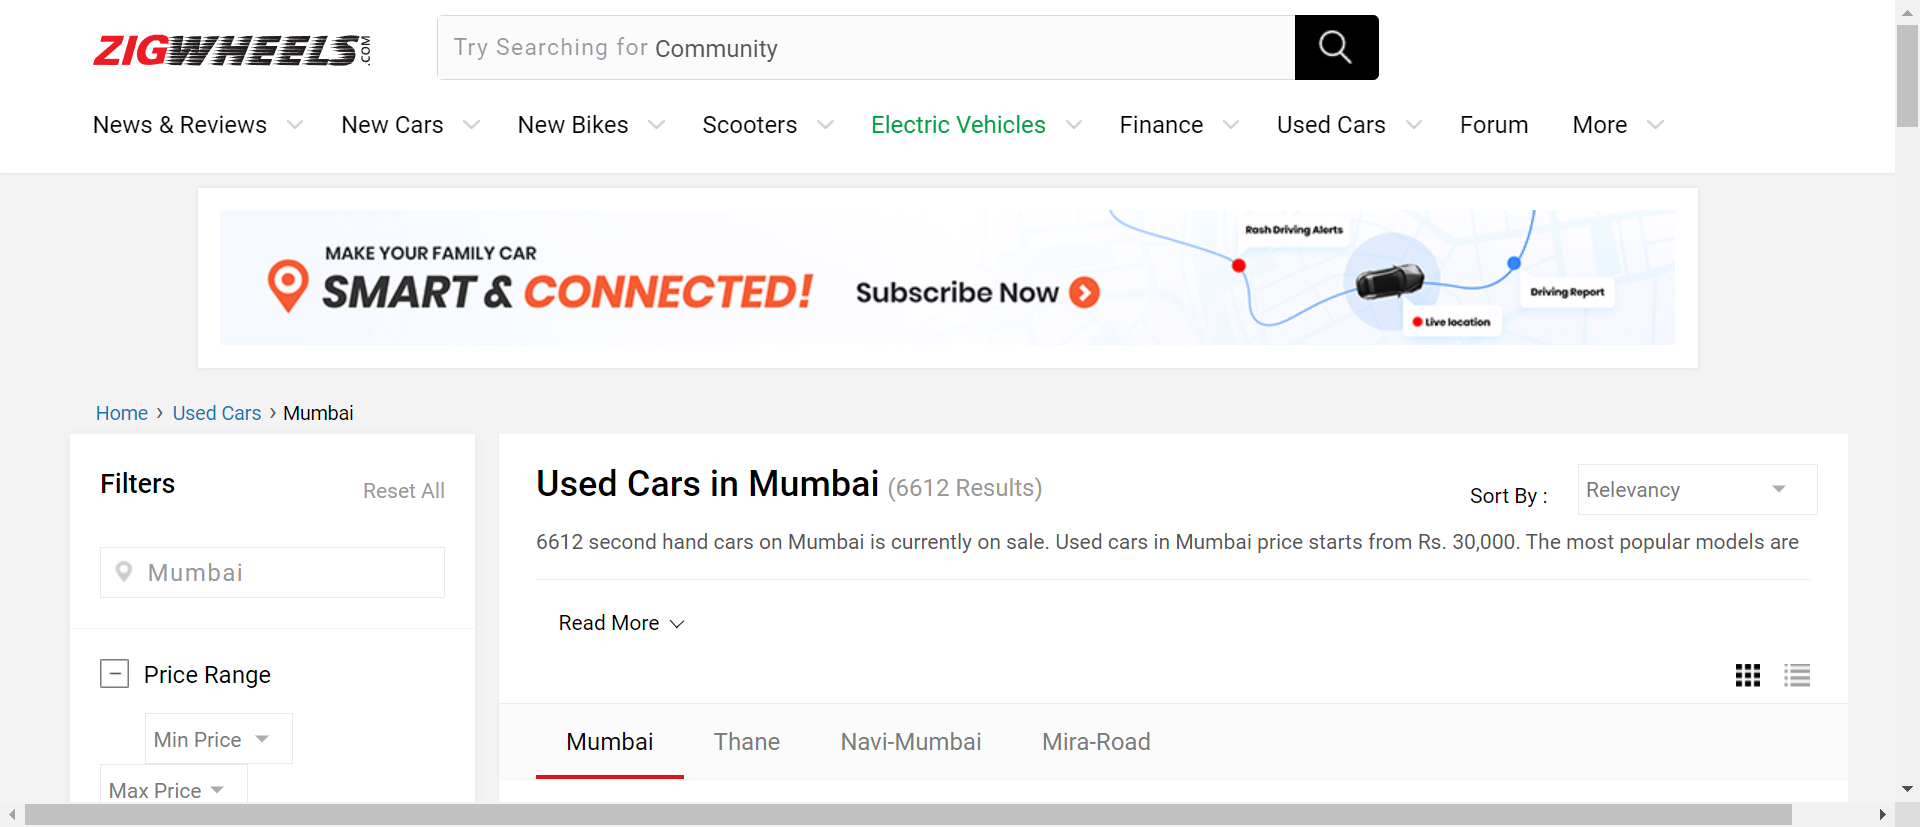 ZIGWHEELS.COM
Try Searching for Community
News & Reviews New Cars New Bikes Scooters Electric Vehicles Finance Used Cars Forum More
MAKE YOUR FAMILY CAR
SMART & CONNECTED!
Subscribe Now
Rash Driving Alerts
Driving Report
Live location
Home › Used Cars › Mumbai
Filters
Reset All
Mumbai
Price Range
Min Price
Max Price
Used Cars in Mumbai (6612 Results)
Sort By :
Relevancy
6612 second hand cars on Mumbai is currently on sale. Used cars in Mumbai price starts from Rs. 30,000. The most popular models are
Read More
Mumbai Thane Navi-Mumbai Mira-Road